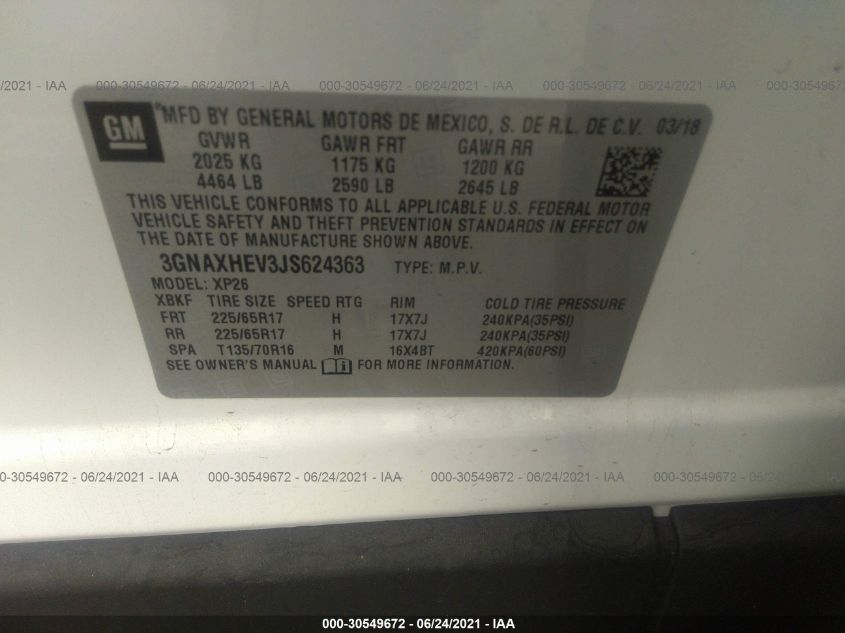 /2021 - IAA 000-30549672 - 06/24/2021 - IAA 000-30549672 - 06/24/2021 - IAA 000-30549672 - 06/24/2021 - IAA 000-3054967
GM
MFD BY GENERAL MOTORS DE MEXICO, S. DE R.L. DE C.V. 03/18
GVWR GAWR FRT GAWR RR
2025 KG 1175 KG 1200 KG
4464 LB 2590 LB 2645 LB
THIS VEHICLE CONFORMS TO ALL APPLICABLE U.S. FEDERAL MOTOR
VEHICLE SAFETY AND THEFT PREVENTION STANDARDS IN EFFECT ON
THE DATE OF MANUFACTURE SHOWN ABOVE.
3GNAXHEV3JS624363 TYPE: M.P.V.
MODEL: XP26
XBKF TIRE SIZE SPEED RTG RIM COLD TIRE PRESSURE
FRT 225/65R17 H 17X7J 240KPA(35PSI)
RR 225/65R17 H 17X7J 240KPA(35PSI)
SPA T135/70R16 M 16X4BT 420KPA(60PSI)
SEE OWNER'S MANUAL FOR MORE INFORMATION.
0-30549672 - 06/24/2021 - IAA 000-30549672 - 06/24/2021 - IAA 000-30549672 - 06/24/2021 - IAA 000-30549672 - 06/24/2021 - IAA
000-30549672 - 06/24/2021 - IAA